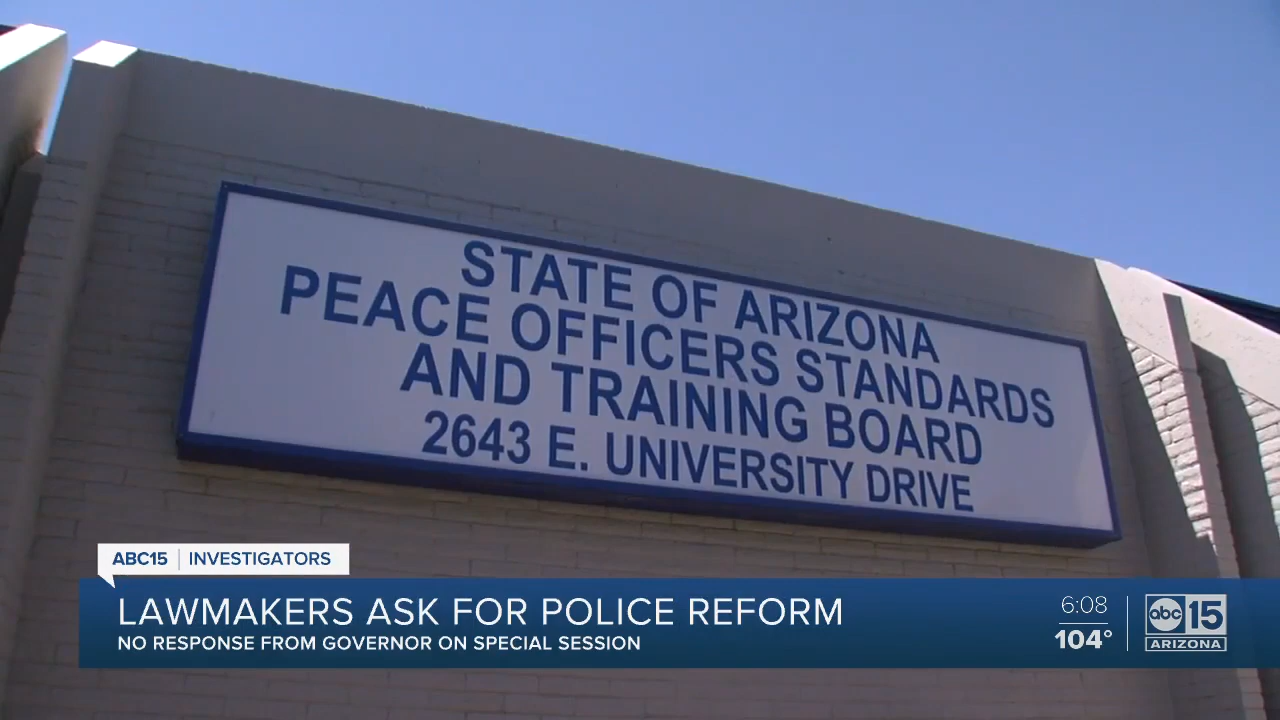 STATE OF ARIZONA
PEACE OFFICERS STANDARDS
AND TRAINING BOARD
2643 E. UNIVERSITY DRIVE
ABC15 | INVESTIGATORS
LAWMAKERS ASK FOR POLICE REFORM
NO RESPONSE FROM GOVERNOR ON SPECIAL SESSION
6:08
104°
abc 15
ARIZONA